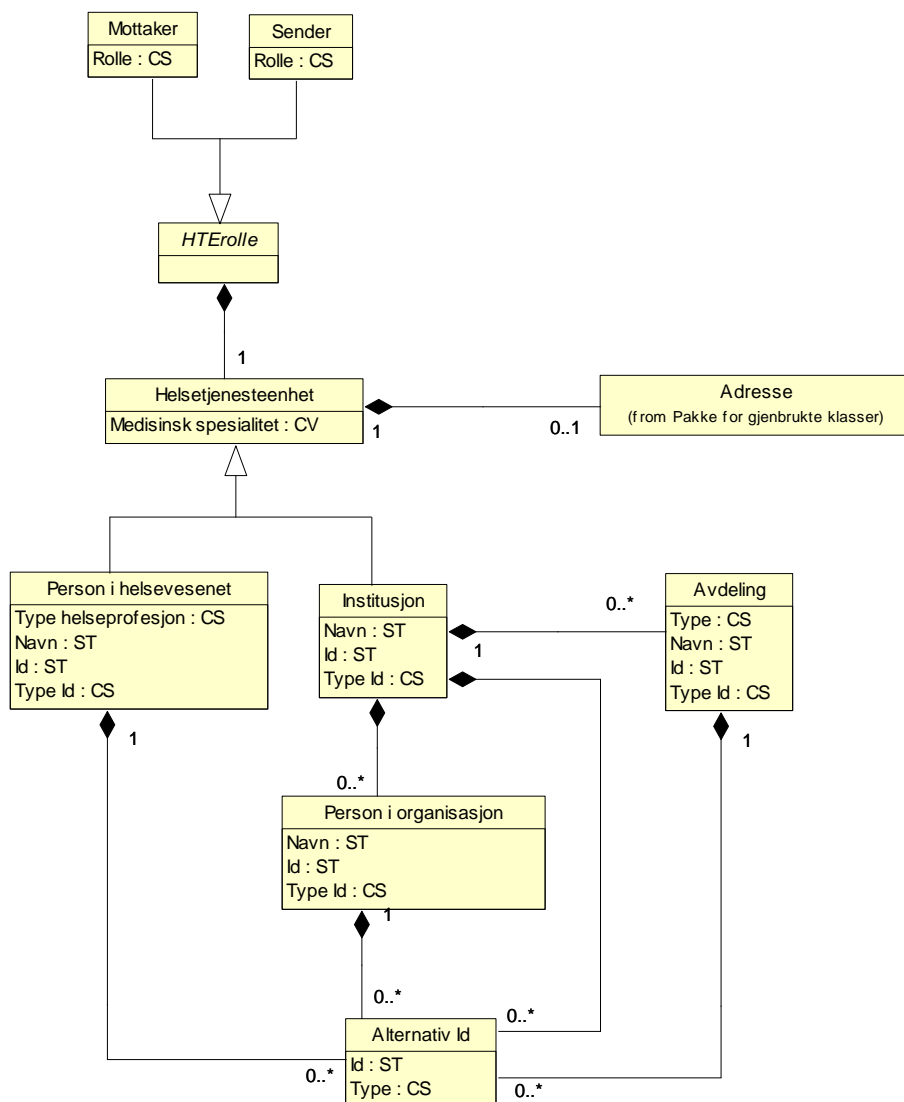 Mottaker
Rolle : CS
Sender
Rolle : CS
HTErolle
1
Helsetjenesteenhet
Medisinsk spesialitet : CV
1
0..1
Adresse
(from Pakke for gjenbrukte klasser)
Person i helsevesenet
Type helseprofesjon : CS
Navn : ST
Id : ST
Type Id : CS
1
Institusjon
Navn : ST
Id : ST
Type Id : CS
1
0..*
Avdeling
Type : CS
Navn : ST
Id : ST
Type Id : CS
1
0..*
Person i organisasjon
Navn : ST
Id : ST
Type Id : CS
1
0..*
0..*
Alternativ Id
Id : ST
Type : CS
0..*
0..*